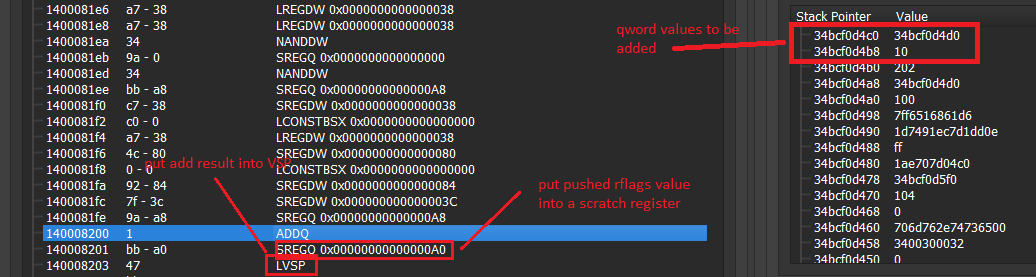 1400081e6 a7 - 38 LREGDW 0x0000000000000038
1400081e8 a7 - 38 LREGDW 0x0000000000000038
1400081ea 34 NANDDW
1400081eb 9a - 0 SREGQ 0x0000000000000000
1400081ed 34 NANDDW
1400081ee bb - a8 SREGQ 0x00000000000000A8
1400081f0 c7 - 38 SREGDW 0x0000000000000038
1400081f2 c0 - 0 LCONSTBSX 0x0000000000000000
1400081f4 a7 - 38 LREGDW 0x0000000000000038
1400081f6 4c - 80 SREGDW 0x0000000000000080
1400081f8 0 - 0 LCONSTBSX 0x0000000000000000
1400081fa 92 - 84 SREGDW 0x0000000000000084
1400081fc 7f - 3c SREGDW 0x000000000000003C
1400081fe 9a - a8 SREGQ 0x00000000000000A8
140008200 1 ADDQ
140008201 bb - a0 SREGQ 0x00000000000000A0
140008203 47 LVSP
put add result into VSP
put pushed rflags value
into a scratch register
qword values to be
added
Stack Pointer Value
34bcf0d4c0 34bcf0d4d0
34bcf0d4b8 10
34bcf0d4b0 202
34bcf0d4a8 34bcf0d4d0
34bcf0d4a0 100
34bcf0d498 7ff6516861d6
34bcf0d490 1d7491ec7d1dd0e
34bcf0d488 ff
34bcf0d480 1ae707d04c0
34bcf0d478 34bcf0d5f0
34bcf0d470 104
34bcf0d468 0
34bcf0d460 706d762e74736500
34bcf0d458 3400300032
34bcf0d450 0